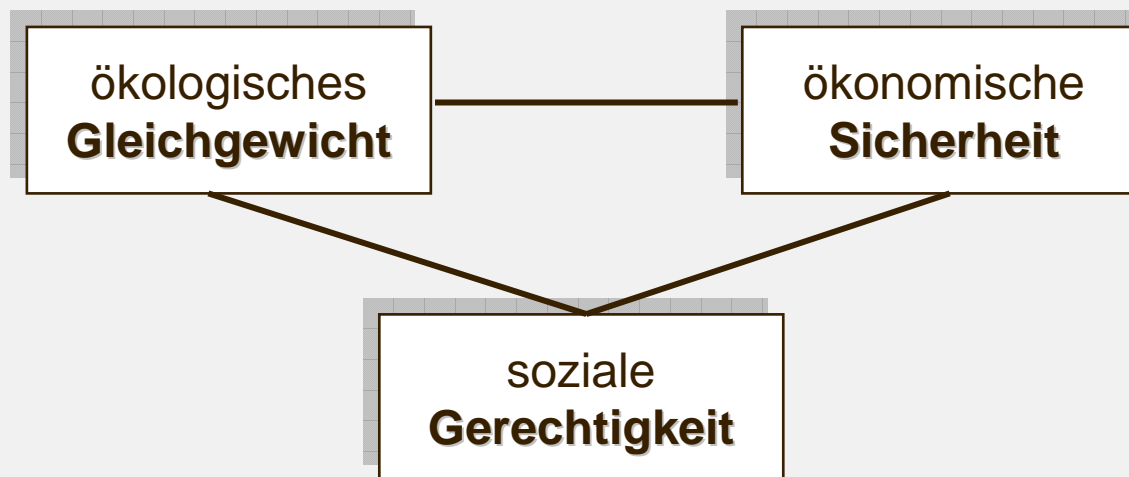 ökologisches
Gleichgewicht
ökonomische
Sicherheit
soziale
Gerechtigkeit